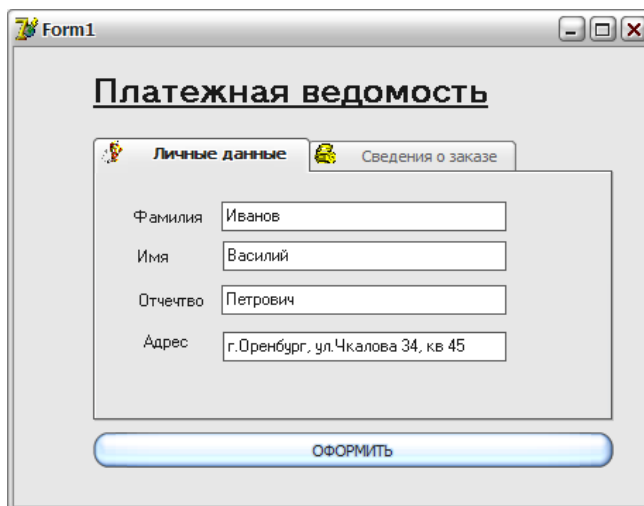 Form1
Платежная ведомость
Личные данные Сведения о заказе
Фамилия Иванов
Имя Василий
Отчечтво Петрович
Адрес г.Оренбург, ул.Чкалова 34, кв 45
ОФОРМИТЬ